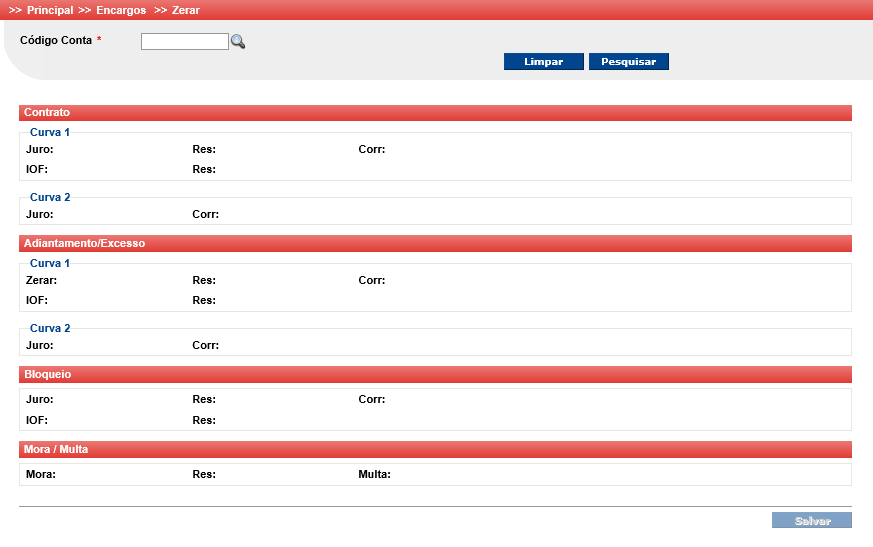 >> Principal >> Encargos >> Zerar
Código Conta *
Limpar Pesquisar
Contrato
Curva 1
Juro: Res: Corr:
IOF: Res:
Curva 2
Juro: Corr:
Adiantamento/Excesso
Curva 1
Zerar: Res: Corr:
IOF: Res:
Curva 2
Juro: Corr:
Bloqueio
Juro: Res: Corr:
IOF: Res:
Mora / Multa
Mora: Res: Multa:
Salvar